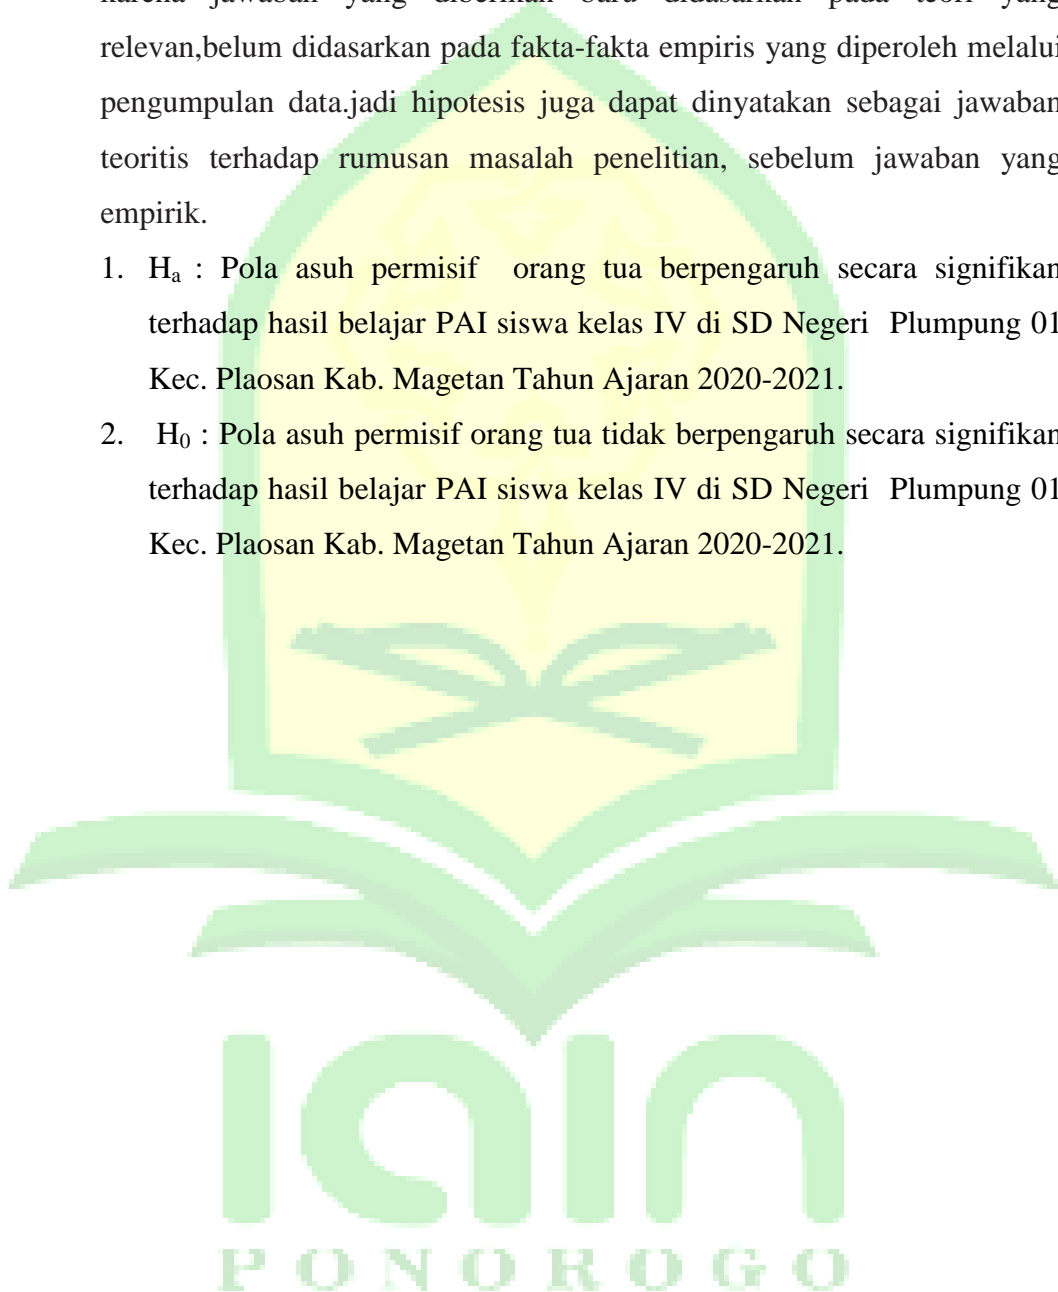 karena jawaban yang diberikan baru didasarkan pada teori yang
relevan,belum didasarkan pada fakta-fakta empiris yang diperoleh melalui
pengumpulan data.jadi hipotesis juga dapat dinyatakan sebagai jawaban
teoritis terhadap rumusan masalah penelitian, sebelum jawaban yang
empirik.
1. Hₐ : Pola asuh permisif orang tua berpengaruh secara signifikan
terhadap hasil belajar PAI siswa kelas IV di SD Negeri Plumpung 01
Kec. Plaosan Kab. Magetan Tahun Ajaran 2020-2021.
2. H₀ : Pola asuh permisif orang tua tidak berpengaruh secara signifikan
terhadap hasil belajar PAI siswa kelas IV di SD Negeri Plumpung 01
Kec. Plaosan Kab. Magetan Tahun Ajaran 2020-2021.
iain
PONOROGO